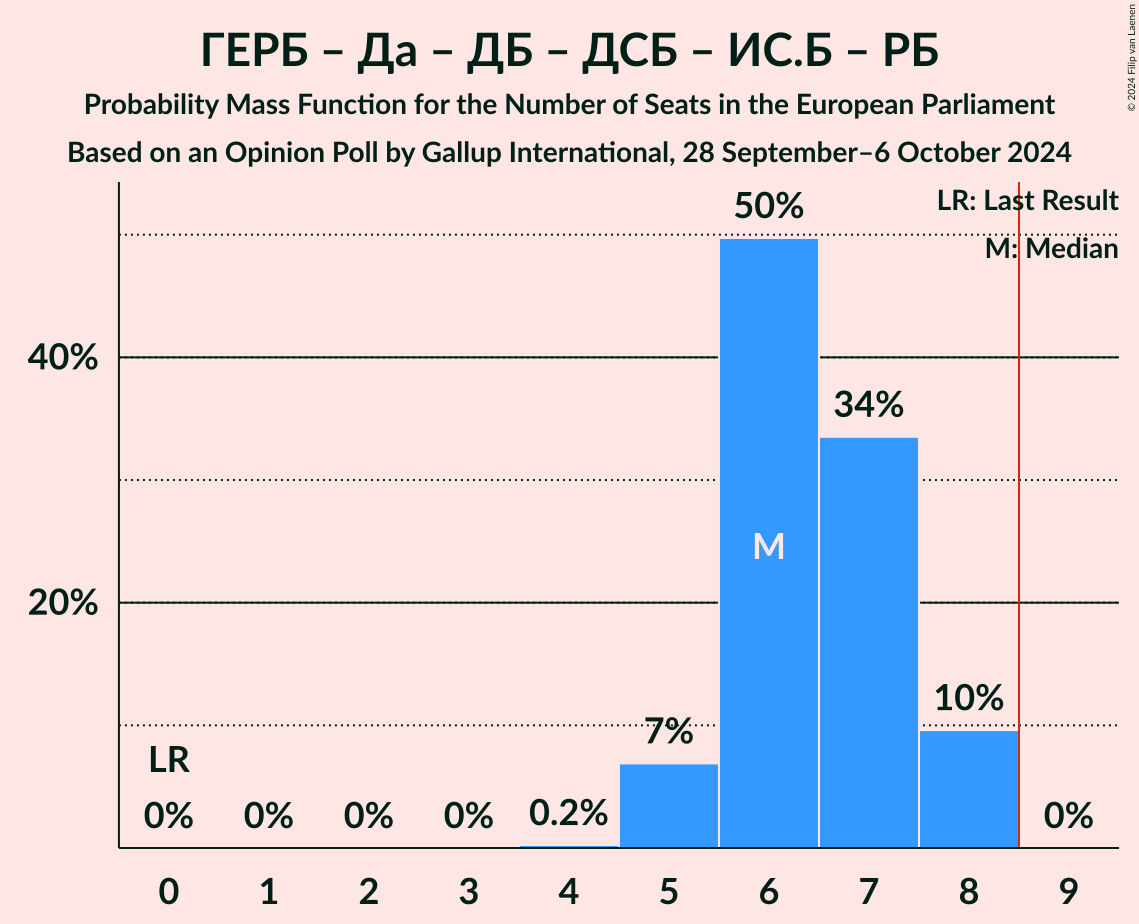 ГЕРБ – Да – ДБ – ДСБ – ИС.Б – РБ
Probability Mass Function for the Number of Seats in the European Parliament
Based on an Opinion Poll by Gallup International, 28 September–6 October 2024
© 2024 Filip van Laenen
LR: Last Result
M: Median
50%
40%
34%
M
20%
10%
7%
LR
0% 0% 0% 0% 0.2% 0%
0 1 2 3 4 5 6 7 8 9